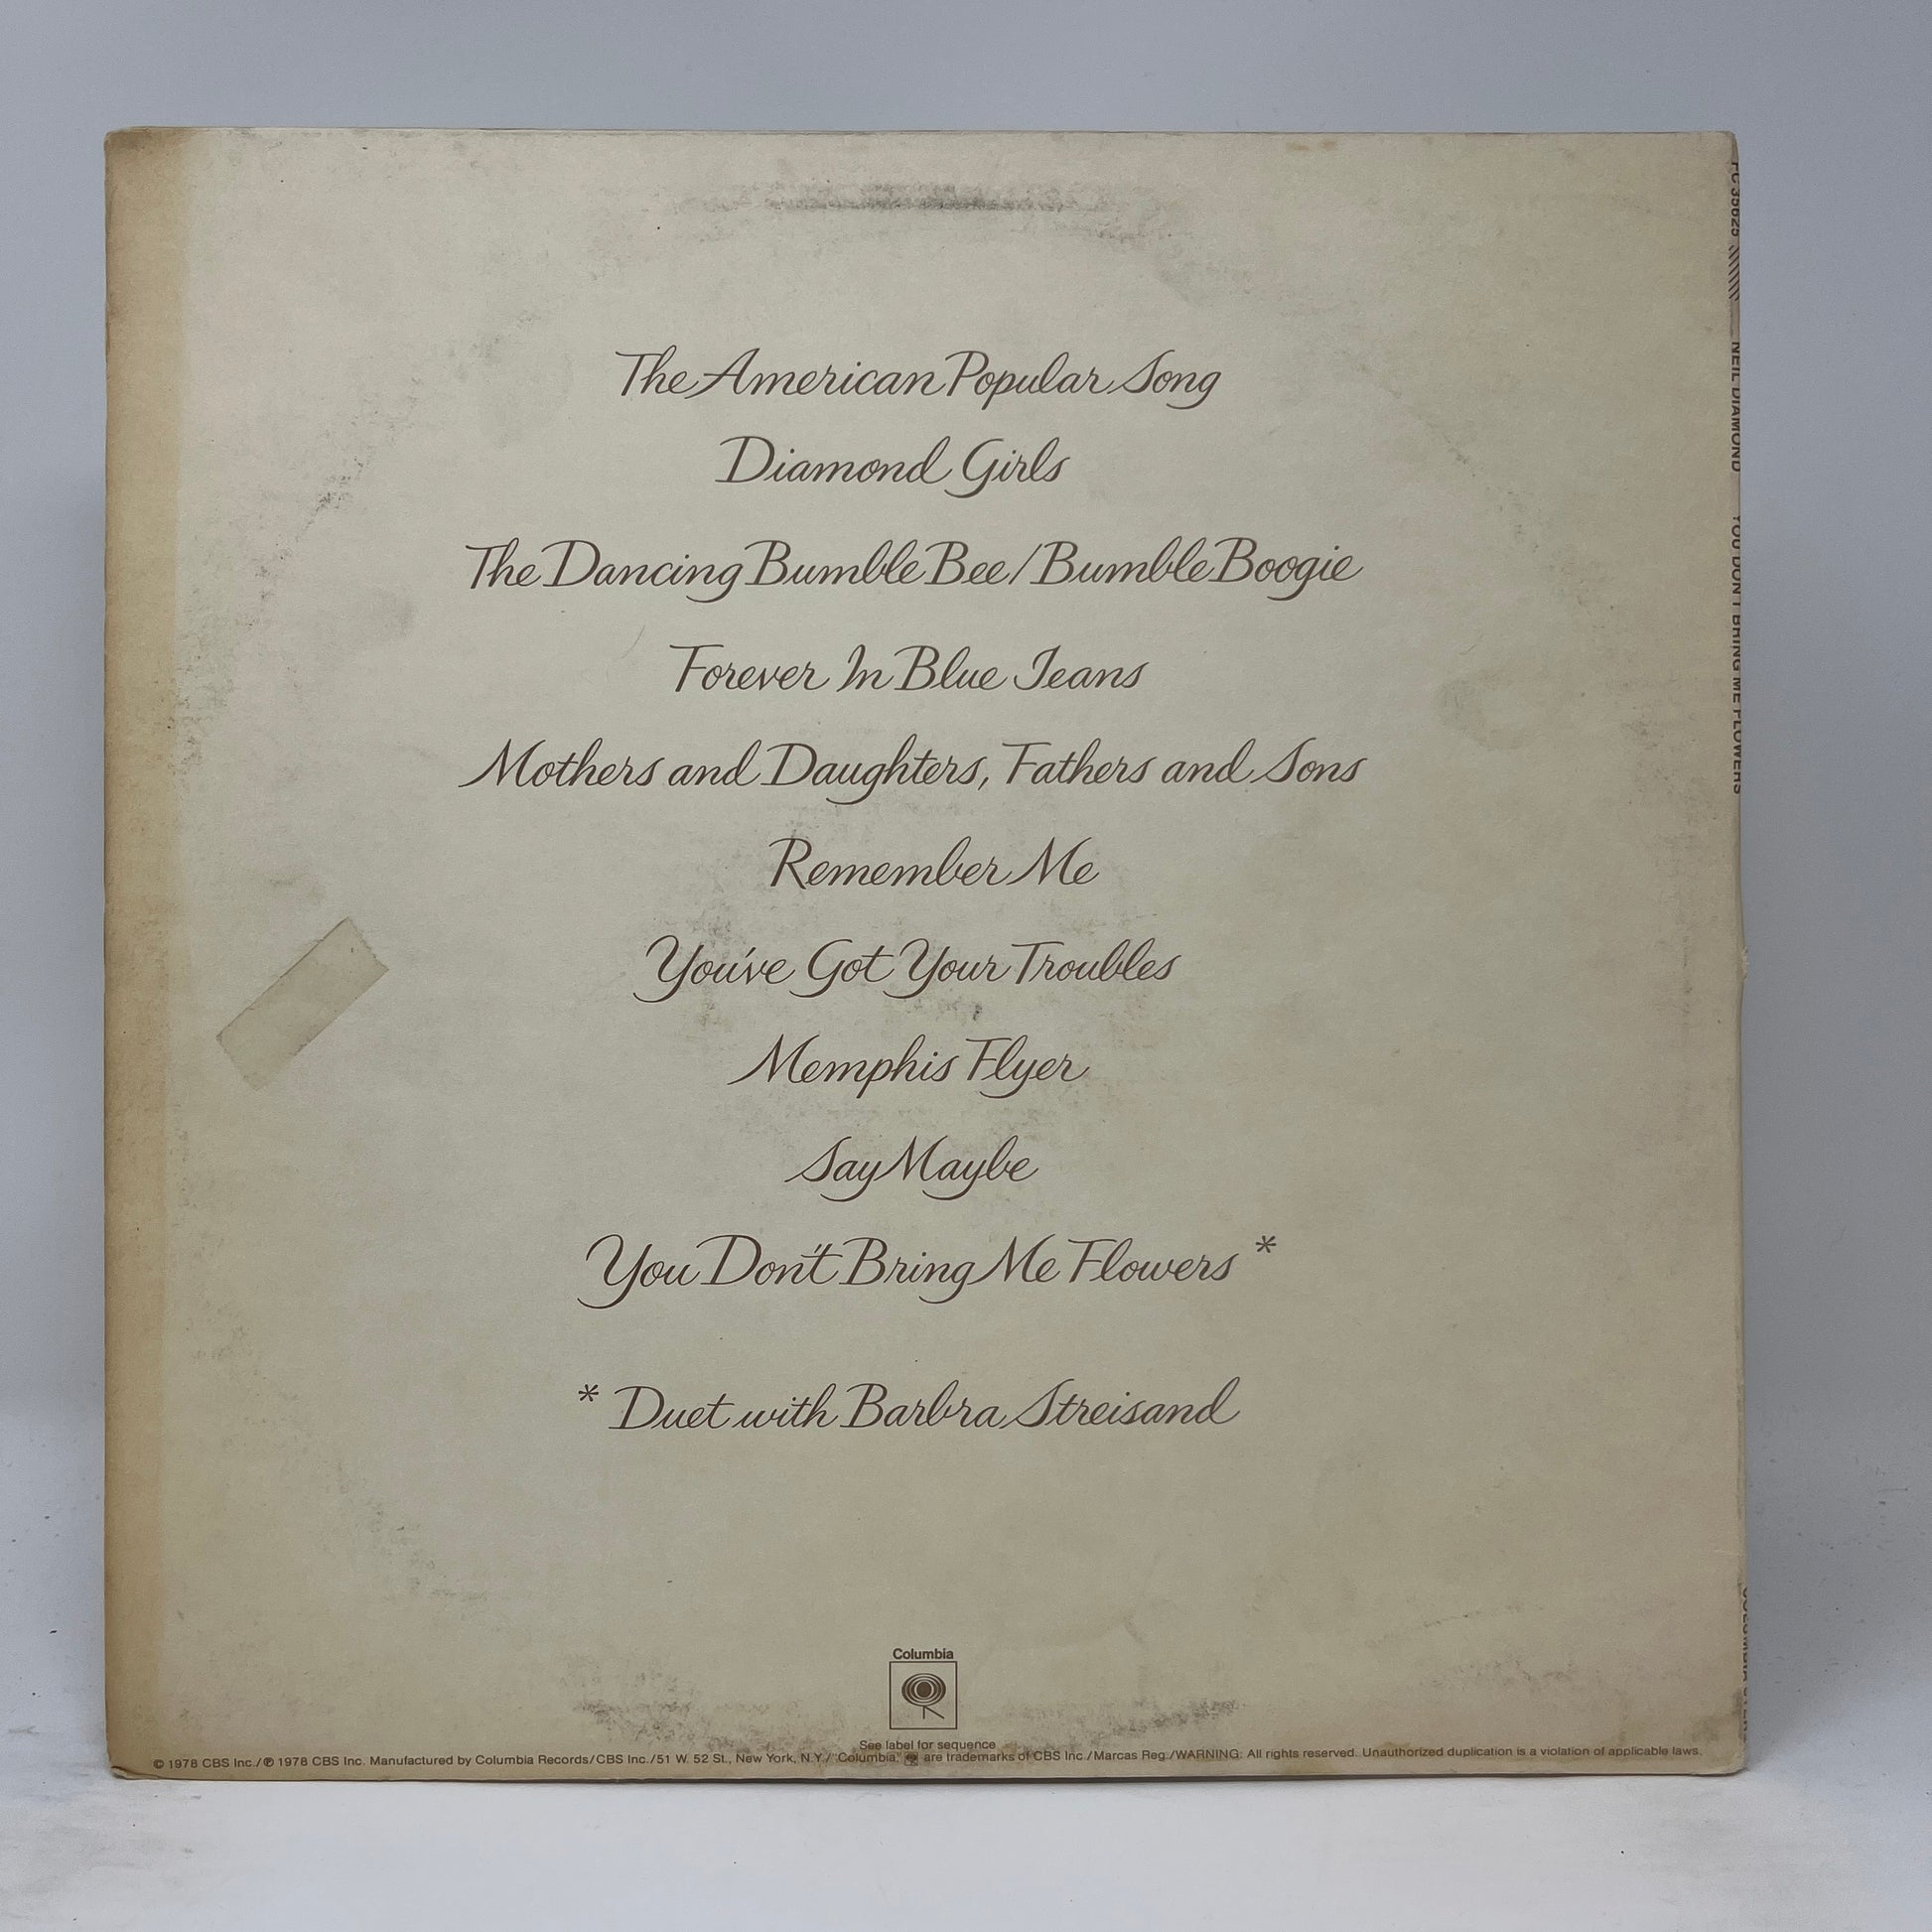 The American Popular Song
Diamond Girls
The Dancing Bumble Bee/Bumble Boogie
Forever In Blue Jeans
Mothers and Daughters, Fathers and Sons
Remember Me
You've Got Your Troubles
Memphis Flyer
Say Maybe
You Don't Bring Me Flowers *
* Duet with Barbra Streisand
Columbia
See label for sequence
© 1978 CBS Inc./℗ 1978 CBS Inc. Manufactured by Columbia Records/CBS Inc./51 W. 52 St., New York, N.Y./"Columbia," are trademarks of CBS Inc./Marcas Reg./WARNING: All rights reserved. Unauthorized duplication is a violation of applicable laws.
35625 NEIL DIAMOND YOU DON'T BRING ME FLOWERS